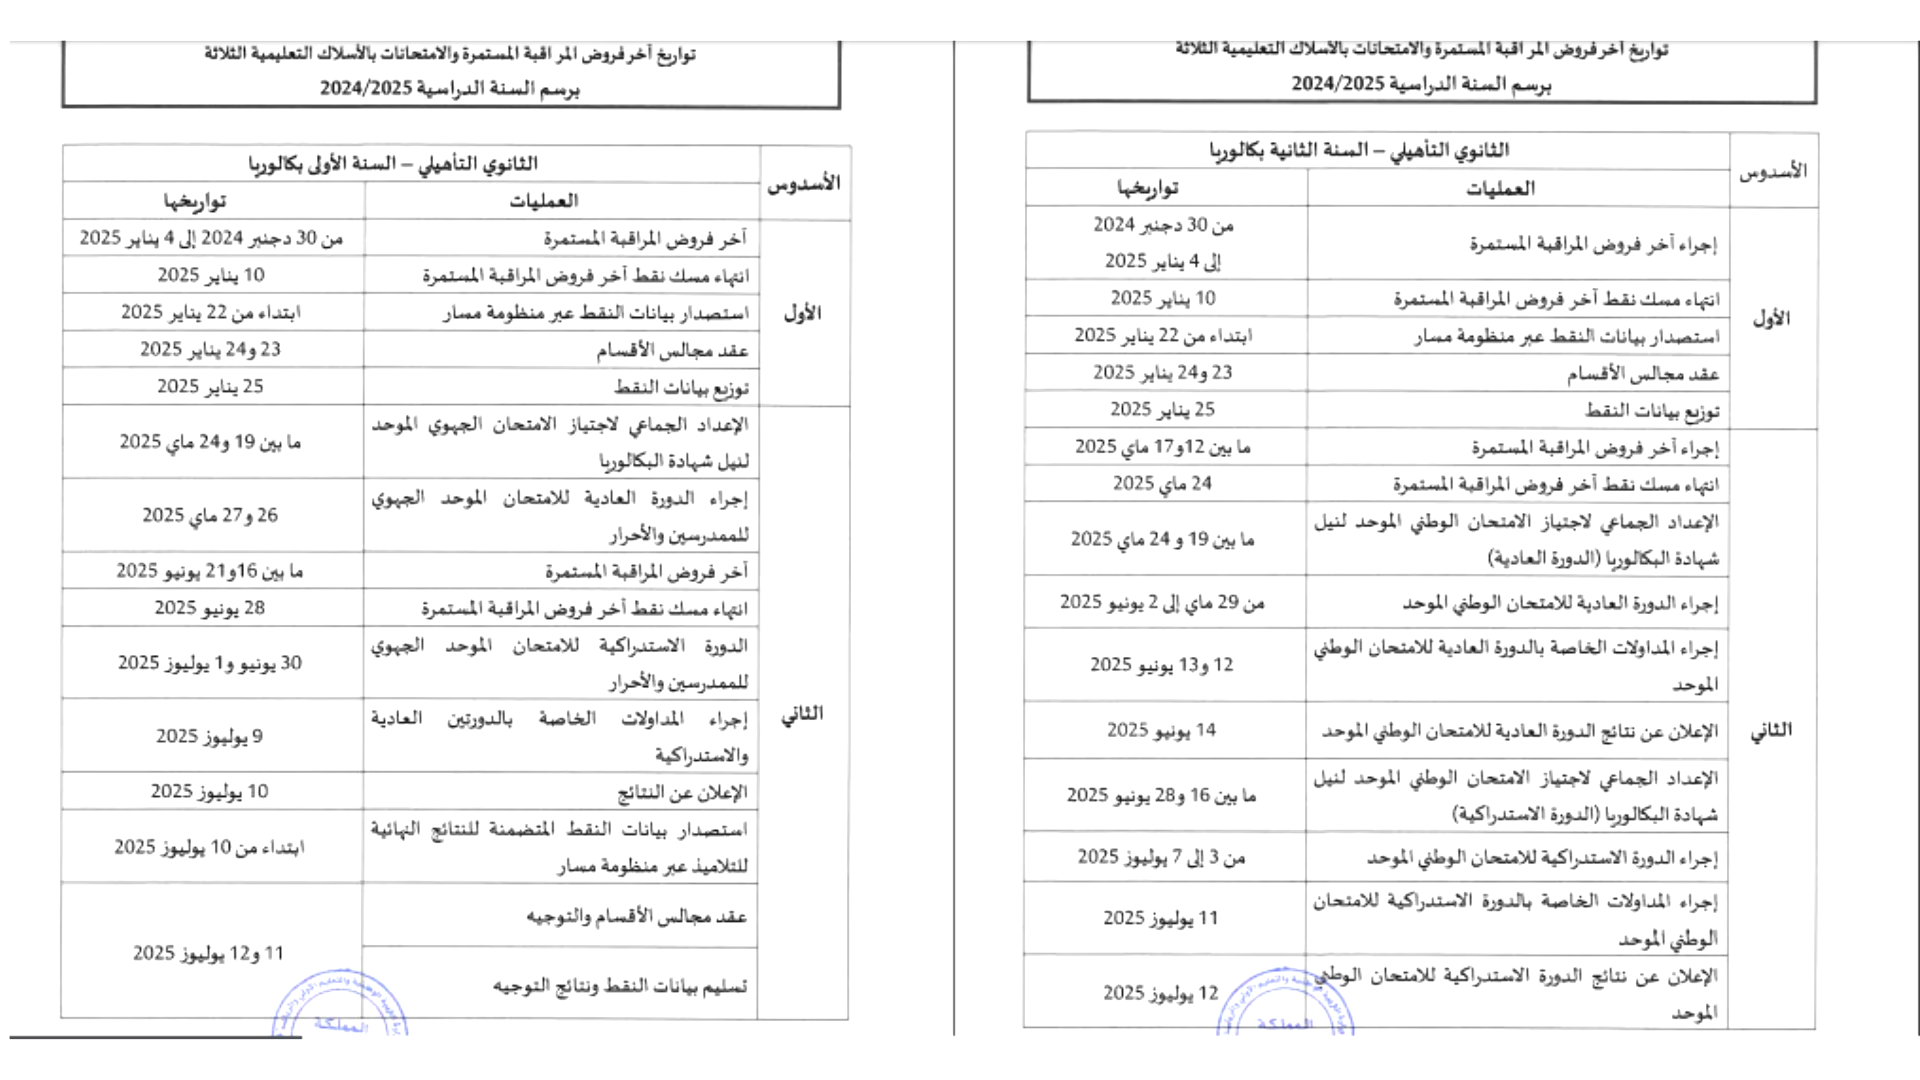 تواريخ آخر فروض المراقبة المستمرة والامتحانات بالأسلاك التعليمية الثلاثة
برسم السنة الدراسية 2024/2025
الأسدوس
الثانوي التأهيلي – السنة الثانية بكالوريا
العمليات
تواريخها
الأول
إجراء آخر فروض المراقبة المستمرة
من 30 دجنبر 2024
إلى 4 يناير 2025
انتهاء مسك نقط آخر فروض المراقبة المستمرة
10 يناير 2025
استصدار بيانات النقط عبر منظومة مسار
ابتداء من 22 يناير 2025
عقد مجالس الأقسام
23 و24 يناير 2025
توزيع بيانات النقط
25 يناير 2025
الثاني
إجراء آخر فروض المراقبة المستمرة
ما بين 12و17 ماي 2025
انتهاء مسك نقط آخر فروض المراقبة المستمرة
24 ماي 2025
الإعداد الجماعي لاجتياز الامتحان الوطني الموحد لنيل
شهادة البكالوريا (الدورة العادية)
ما بين 19 و 24 ماي 2025
إجراء الدورة العادية للامتحان الوطني الموحد
من 29 ماي إلى 2 يونيو 2025
إجراء المداولات الخاصة بالدورة العادية للامتحان الوطني
الموحد
12 و13 يونيو 2025
الإعلان عن نتائج الدورة العادية للامتحان الوطني الموحد
14 يونيو 2025
الإعداد الجماعي لاجتياز الامتحان الوطني الموحد لنيل
شهادة البكالوريا (الدورة الاستدراكية)
ما بين 16 و28 يونيو 2025
إجراء الدورة الاستدراكية للامتحان الوطني الموحد
من 3 إلى 7 يوليوز 2025
إجراء المداولات الخاصة بالدورة الاستدراكية للامتحان
الوطني الموحد
11 يوليوز 2025
الإعلان عن نتائج الدورة الاستدراكية للامتحان الوطني
الموحد
12 يوليوز 2025
المملكة
تواريخ آخر فروض المراقبة المستمرة والامتحانات بالأسلاك التعليمية الثلاثة
برسم السنة الدراسية 2024/2025
الأسدوس
الثانوي التأهيلي – السنة الأولى بكالوريا
العمليات
تواريخها
الأول
آخر فروض المراقبة المستمرة
من 30 دجنبر 2024 إلى 4 يناير 2025
انتهاء مسك نقط آخر فروض المراقبة المستمرة
10 يناير 2025
استصدار بيانات النقط عبر منظومة مسار
ابتداء من 22 يناير 2025
عقد مجالس الأقسام
23 و24 يناير 2025
توزيع بيانات النقط
25 يناير 2025
الثاني
الإعداد الجماعي لاجتياز الامتحان الجهوي الموحد
لنيل شهادة البكالوريا
ما بين 19 و24 ماي 2025
إجراء الدورة العادية للامتحان الموحد الجهوي
للممدرسين والأحرار
26 و27 ماي 2025
آخر فروض المراقبة المستمرة
ما بين 16و21 يونيو 2025
انتهاء مسك نقط آخر فروض المراقبة المستمرة
28 يونيو 2025
الدورة الاستدراكية للامتحان الموحد الجهوي
للممدرسين والأحرار
30 يونيو و1 يوليوز 2025
إجراء المداولات الخاصة بالدورتين العادية
والاستدراكية
9 يوليوز 2025
الإعلان عن النتائج
10 يوليوز 2025
استصدار بيانات النقط المتضمنة للنتائج النهائية
للتلاميذ عبر منظومة مسار
ابتداء من 10 يوليوز 2025
عقد مجالس الأقسام والتوجيه
11 و12 يوليوز 2025
تسليم بيانات النقط ونتائج التوجيه
المملكة